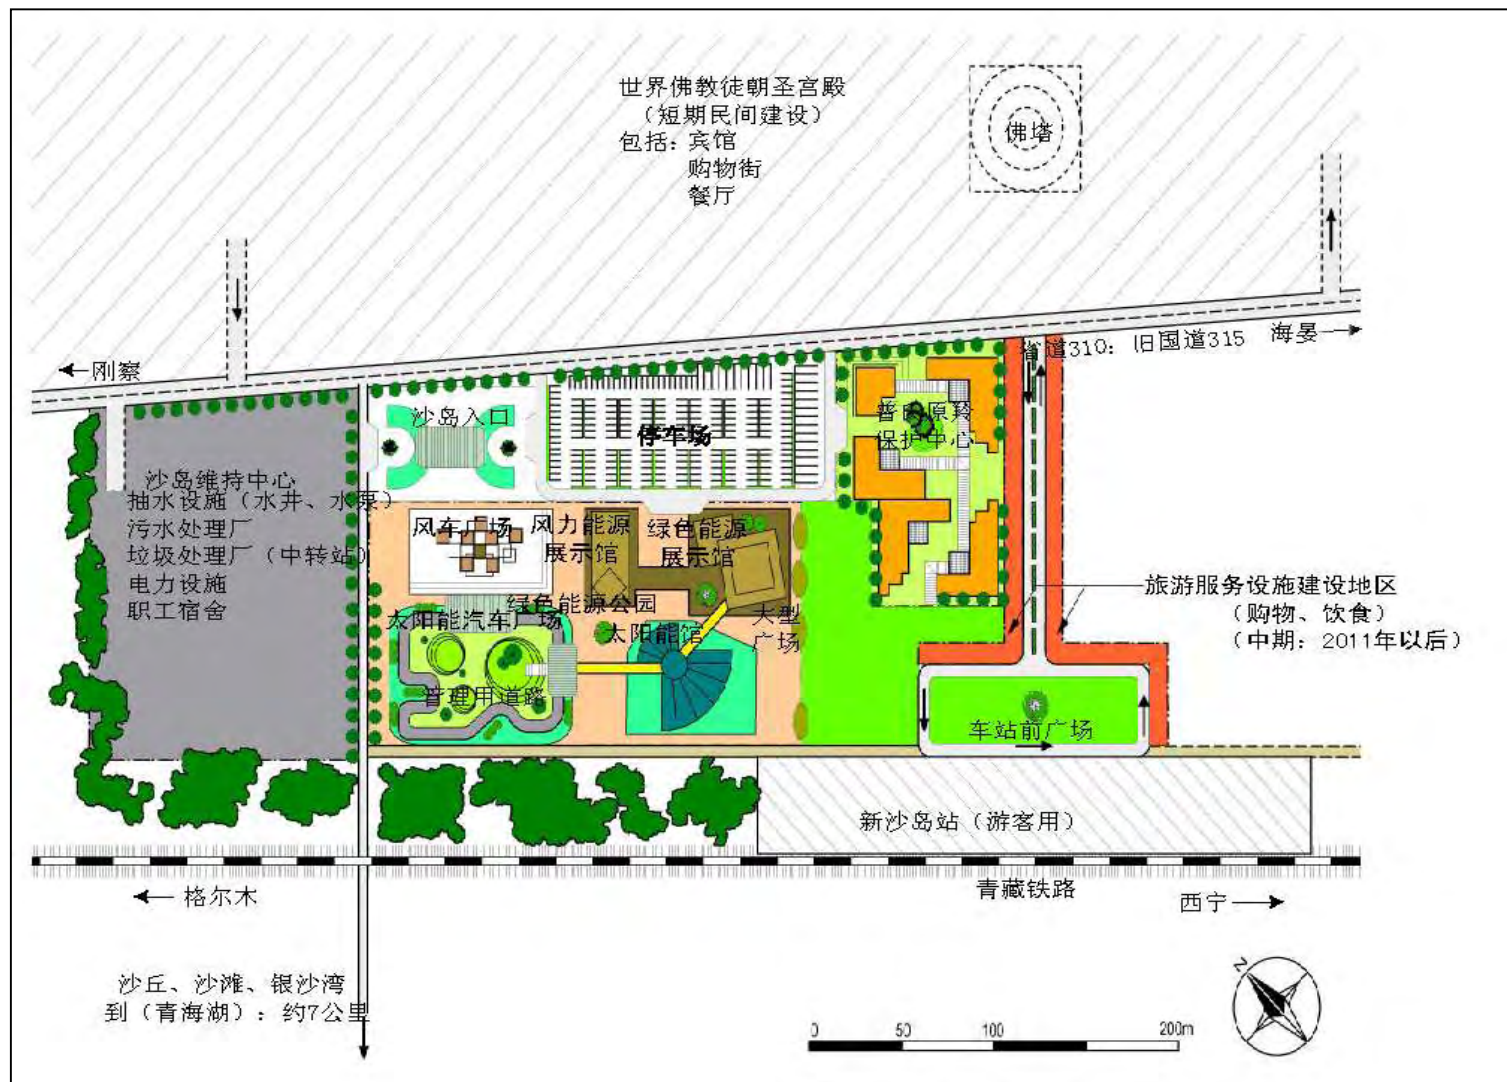 世界佛教徒朝圣宫殿
（短期民间建设）
包括：宾馆
购物街
餐厅
佛塔
刚察
省道310：旧国道315
海晏
沙岛入口
停车场
普氏原羚
保护中心
沙岛维持中心
抽水设施（水井、水泵）
污水处理厂
垃圾处理厂（中转站）
电力设施
职工宿舍
风车广场
风力能源
展示馆
绿色能源
展示馆
绿色能源公园
太阳能汽车广场
太阳能馆
大型
广场
管理用道路
旅游服务设施建设地区
（购物、饮食）
（中期：2011年以后）
车站前广场
新沙岛站（游客用）
青藏铁路
格尔木
西宁
沙丘、沙滩、银沙湾
到（青海湖）：约7公里
N
0 50 100 200m